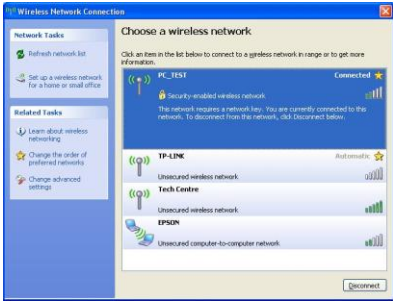 Wireless Network Connection
Network Tasks
Refresh network list
Set up a wireless network
for a home or small office
Related Tasks
Learn about wireless
networking
Change the order of
preferred networks
Change advanced
settings
Choose a wireless network
Click an item in the list below to connect to a wireless network in range or to get more
information.
PC_TEST Connected
Security-enabled wireless network
This network requires a network key. You are currently connected to this
network. To disconnect from this network, click Disconnect below.
TP-LINK Automatic
Unsecured wireless network
Tech Centre
Unsecured wireless network
EPSON
Unsecured computer-to-computer network
Disconnect